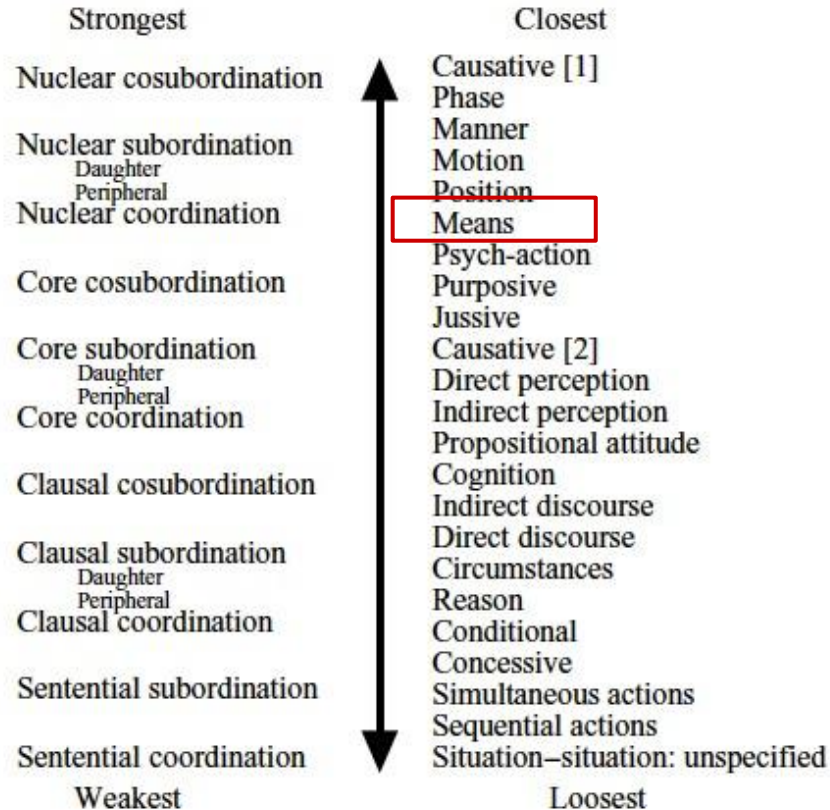 Strongest
Nuclear cosubordination
Nuclear subordination
Daughter
Peripheral
Nuclear coordination
Core cosubordination
Core subordination
Daughter
Peripheral
Core coordination
Clausal cosubordination
Clausal subordination
Daughter
Peripheral
Clausal coordination
Sentential subordination
Sentential coordination
Weakest
Closest
Causative [1]
Phase
Manner
Motion
Position
Means
Psych-action
Purposive
Jussive
Causative [2]
Direct perception
Indirect perception
Propositional attitude
Cognition
Indirect discourse
Direct discourse
Circumstances
Reason
Conditional
Concessive
Simultaneous actions
Sequential actions
Situation–situation: unspecified
Loosest